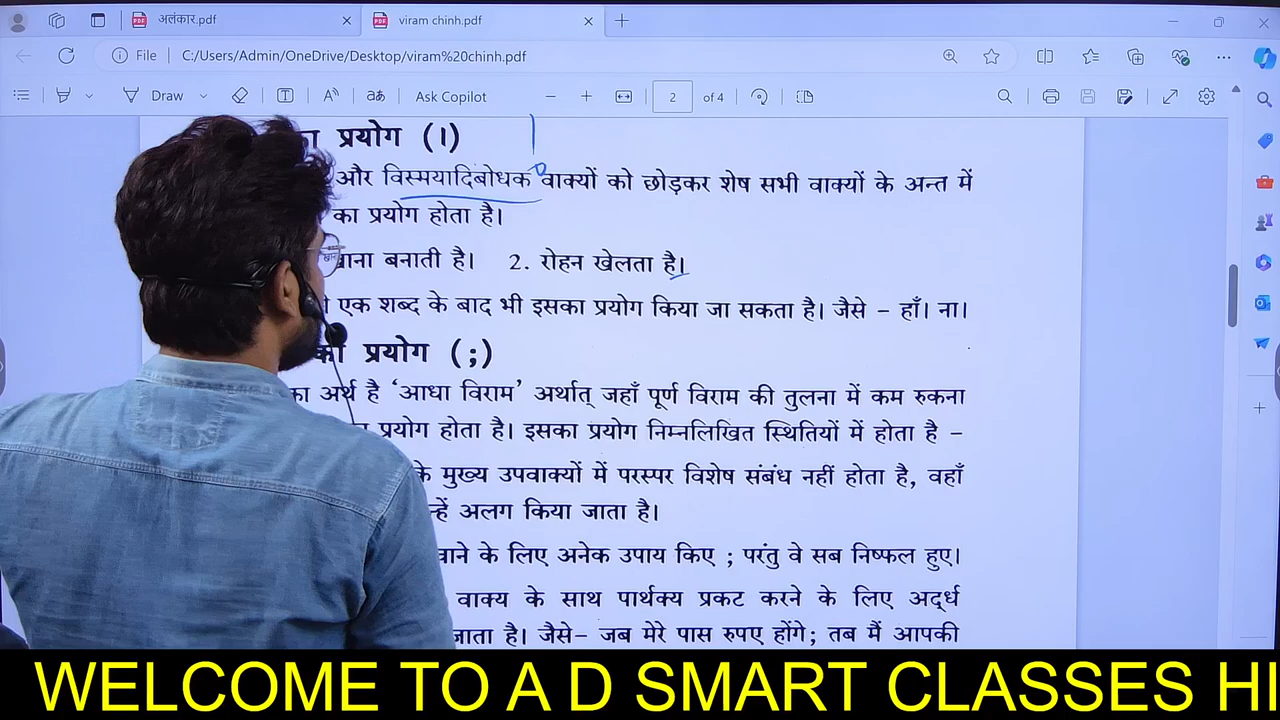 अलंकार.pdf
viram chinh.pdf
File C:/Users/Admin/OneDrive/Desktop/viram%20chinh.pdf
Draw Ask Copilot 2 of 4
प्रयोग (।)
और विस्मयादिबोधक वाक्यों को छोड़कर शेष सभी वाक्यों के अन्त में
का प्रयोग होता है।
बनाती है। 2. रोहन खेलता है।
एक शब्द के बाद भी इसका प्रयोग किया जा सकता है। जैसे – हाँ। ना।
का प्रयोग (;)
का अर्थ है ‘आधा विराम’ अर्थात् जहाँ पूर्ण विराम की तुलना में कम रुकना
प्रयोग होता है। इसका प्रयोग निम्नलिखित स्थितियों में होता है –
के मुख्य उपवाक्यों में परस्पर विशेष संबंध नहीं होता है, वहाँ
अलग किया जाता है।
के लिए अनेक उपाय किए ; परंतु वे सब निष्फल हुए।
वाक्य के साथ पार्थक्य प्रकट करने के लिए अर्द्ध
जाता है। जैसे– जब मेरे पास रुपए होंगे; तब मैं आपकी
WELCOME TO A D SMART CLASSES HI